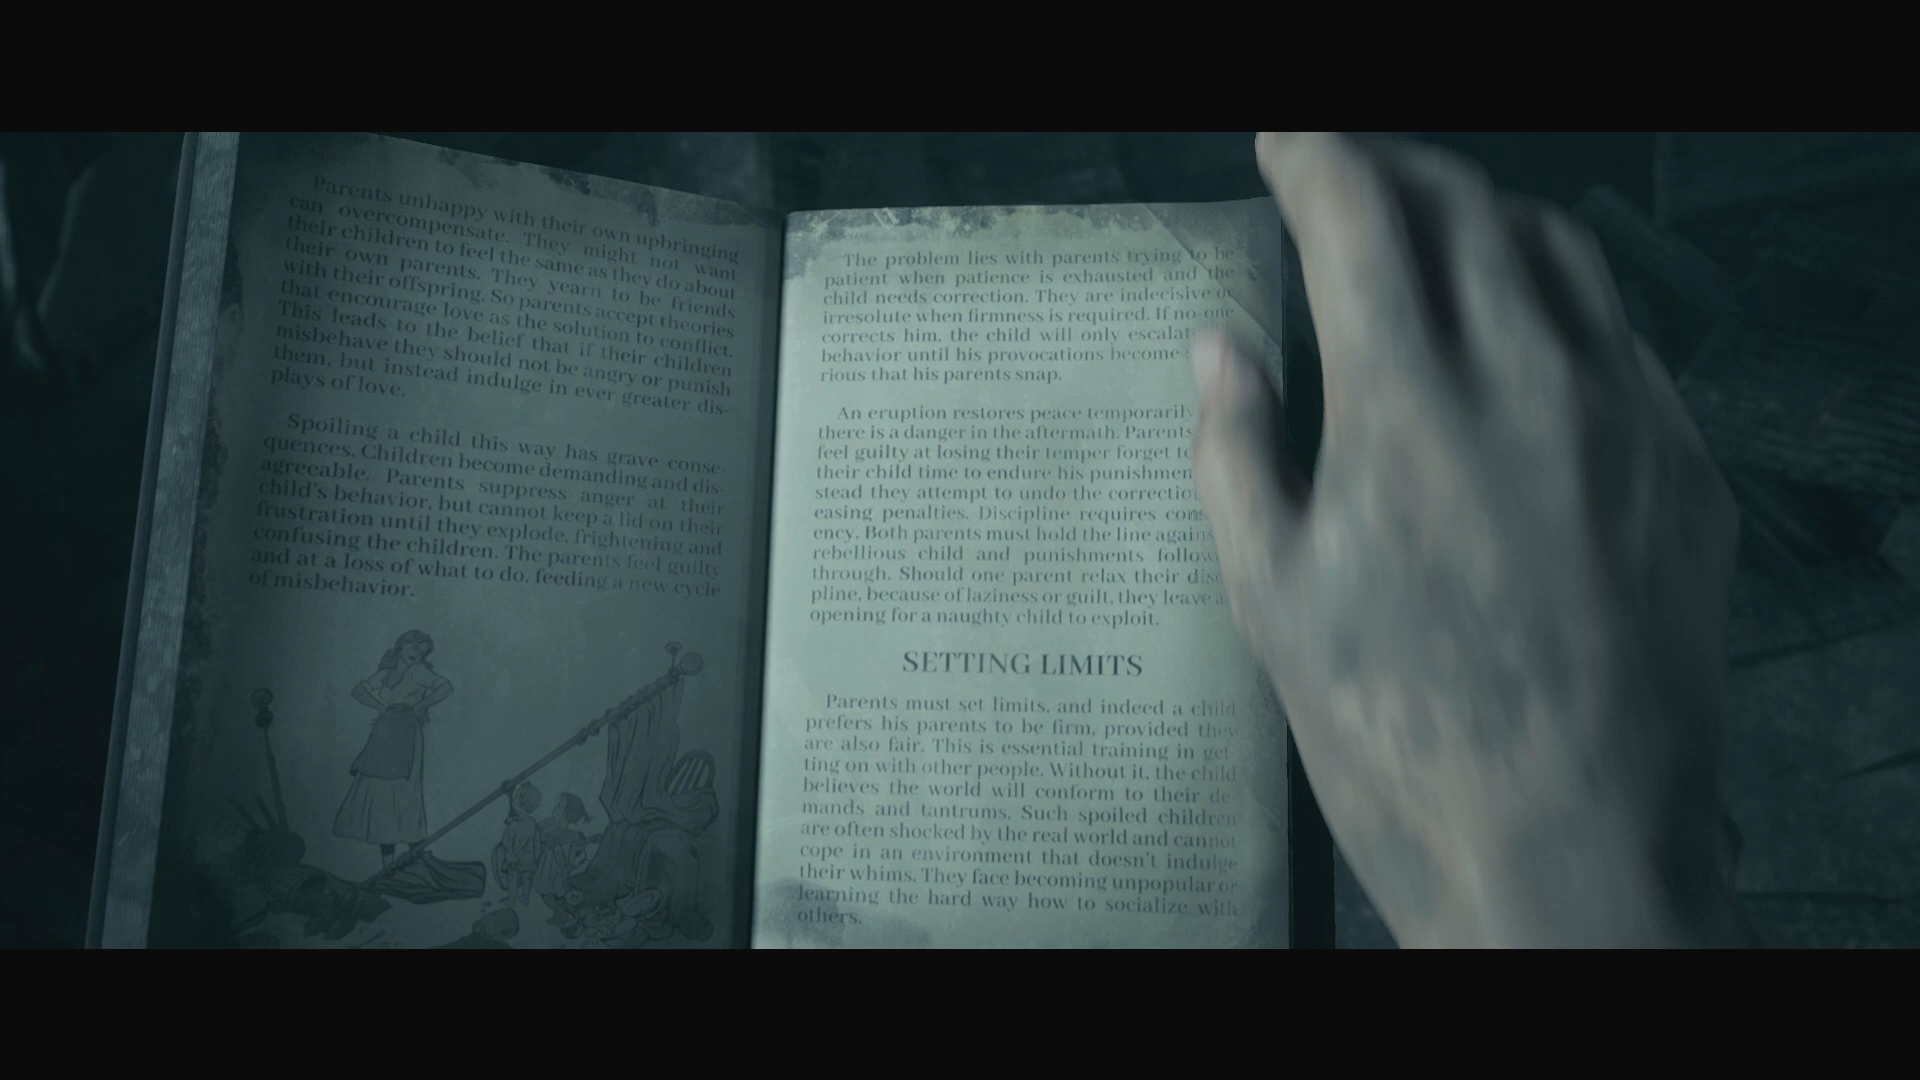 Parents unhappy with their own upbringing
can overcompensate. They might not want
their children to feel the same as they do about
their own parents. They yearn to be friends
with their offspring. So parents accept theories
that encourage love as the solution to conflict.
This leads to the belief that if their children
misbehave they should not be angry or punish
them, but instead indulge in ever greater dis-
plays of love.
Spoiling a child this way has grave conse-
quences. Children become demanding and dis-
agreeable. Parents suppress anger at their
child's behavior, but cannot keep a lid on their
frustration until they explode, frightening and
confusing the children. The parents feel guilty
and at a loss of what to do, feeding a new cycle
of misbehavior.
The problem lies with parents trying to be
patient when patience is exhausted and the
child needs correction. They are indecisive or
irresolute when firmness is required. If no-one
corrects him, the child will only escalat
behavior until his provocations become
rious that his parents snap.
An eruption restores peace temporarily
there is a danger in the aftermath. Parents
feel guilty at losing their temper forget to
their child time to endure his punishmen
stead they attempt to undo the correctio
easing penalties. Discipline requires cons
ency. Both parents must hold the line agains
rebellious child and punishments follow
through. Should one parent relax their disc
pline, because of laziness or guilt, they leave a
opening for a naughty child to exploit.
SETTING LIMITS
Parents must set limits, and indeed a child
prefers his parents to be firm, provided they
are also fair. This is essential training in get-
ting on with other people. Without it, the child
believes the world will conform to their de-
mands and tantrums. Such spoiled children
are often shocked by the real world and cannot
cope in an environment that doesn't indulge
their whims. They face becoming unpopular or
learning the hard way how to socialize with
others.